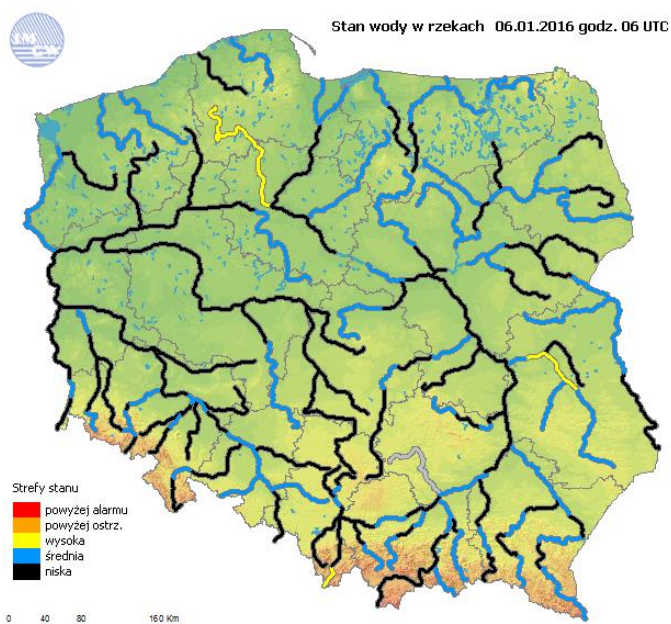 Stan wody w rzekach 06.01.2016 godz. 06 UTC
Strefy stanu
powyżej alarmu
powyżej ostrz.
wysoka
średnia
niska
0 40 80 160 Km